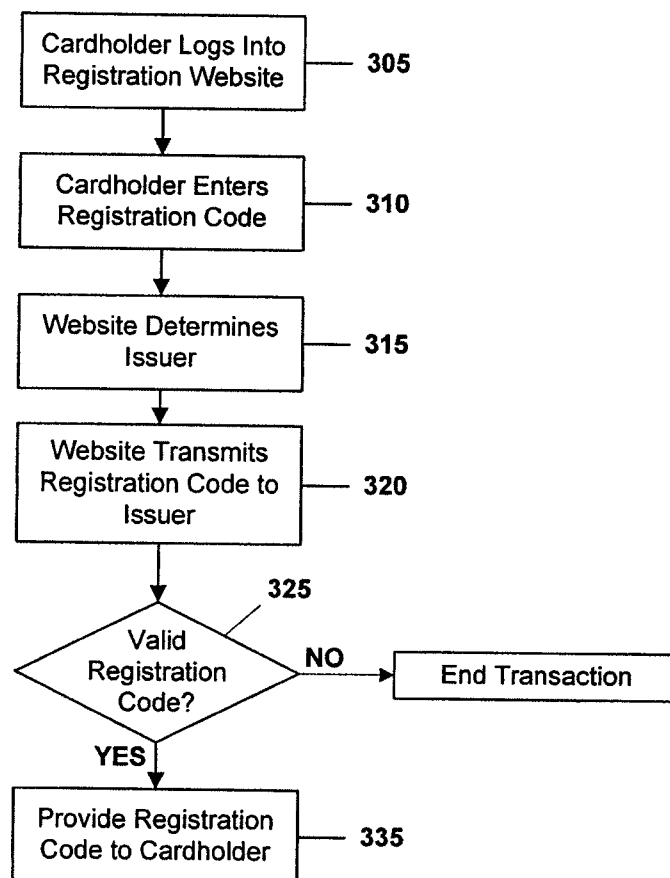 Cardholder Logs Into
Registration Website
305
Cardholder Enters
Registration Code
310
Website Determines
Issuer
315
Website Transmits
Registration Code to
Issuer
320
325
Valid
Registration
Code?
NO
End Transaction
YES
Provide Registration
Code to Cardholder
335